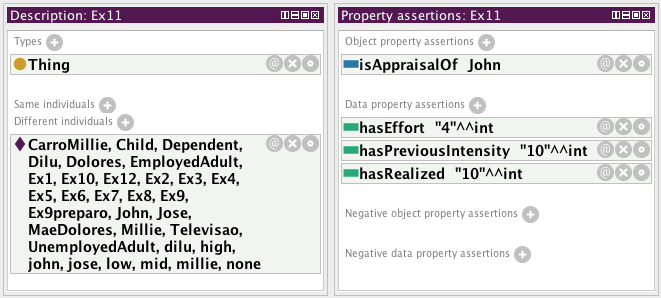 Description: Ex11
Types
Thing
Same individuals
Different individuals
CarroMillie, Child, Dependent,
Dilu, Dolores, EmployedAdult,
Ex1, Ex10, Ex12, Ex2, Ex3, Ex4,
Ex5, Ex6, Ex7, Ex8, Ex9,
Ex9preparo, John, Jose,
MaeDolores, Millie, Televisao,
UnemployedAdult, dilu, high,
john, jose, low, mid, millie, none
Property assertions: Ex11
Object property assertions
isAppraisalOf John
Data property assertions
hasEffort "4"^^int
hasPreviousIntensity "10"^^int
hasRealized "10"^^int
Negative object property assertions
Negative data property assertions